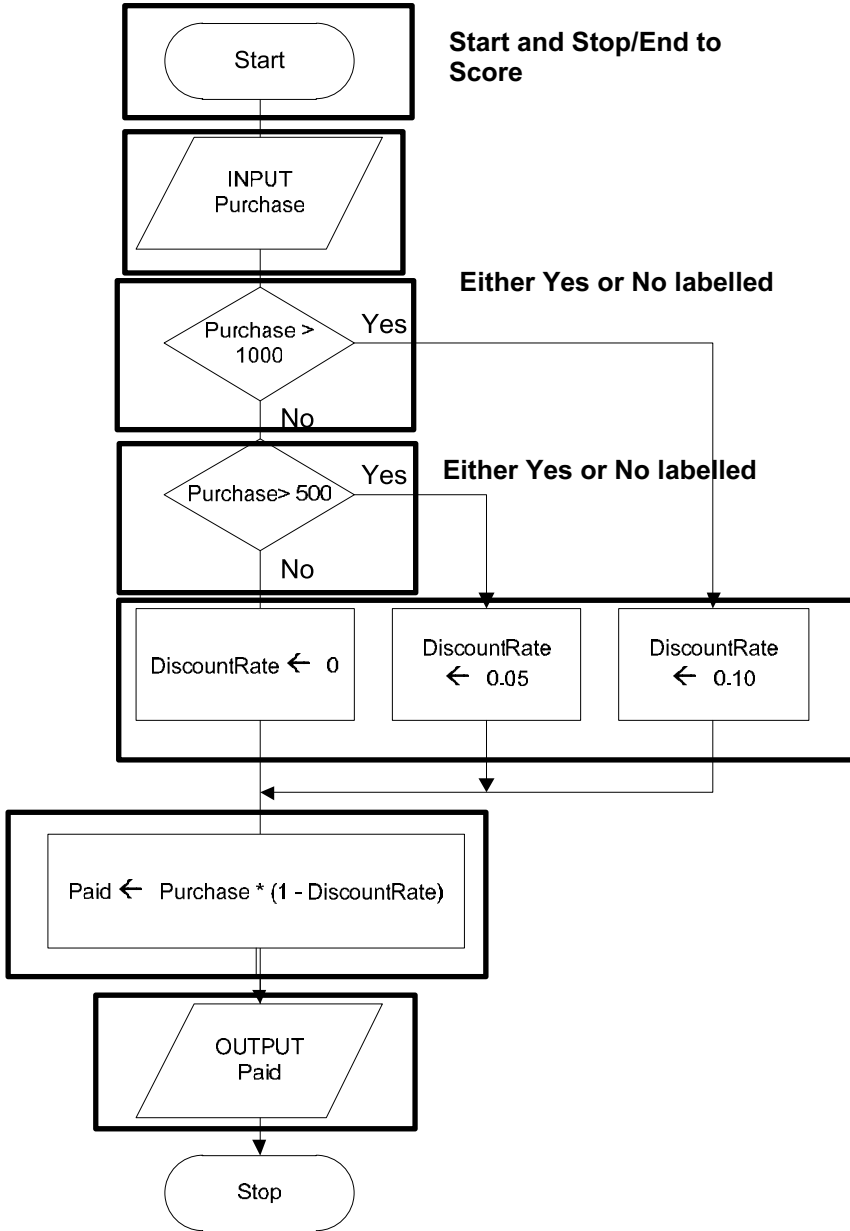 Start
Start and Stop/End to
Score
INPUT
Purchase
Either Yes or No labelled
Purchase >
1000
Yes
No
Purchase> 500
Yes
Either Yes or No labelled
No
DiscountRate ← 0
DiscountRate
← 0.05
DiscountRate
← 0.10
Paid ← Purchase * (1 - DiscountRate)
OUTPUT
Paid
Stop